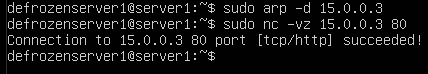 defrozenserver1@server1:~$ sudo arp -d 15.0.0.3
defrozenserver1@server1:~$ sudo nc -vz 15.0.0.3 80
Connection to 15.0.0.3 80 port [tcp/http] succeeded!
defrozenserver1@server1:~$